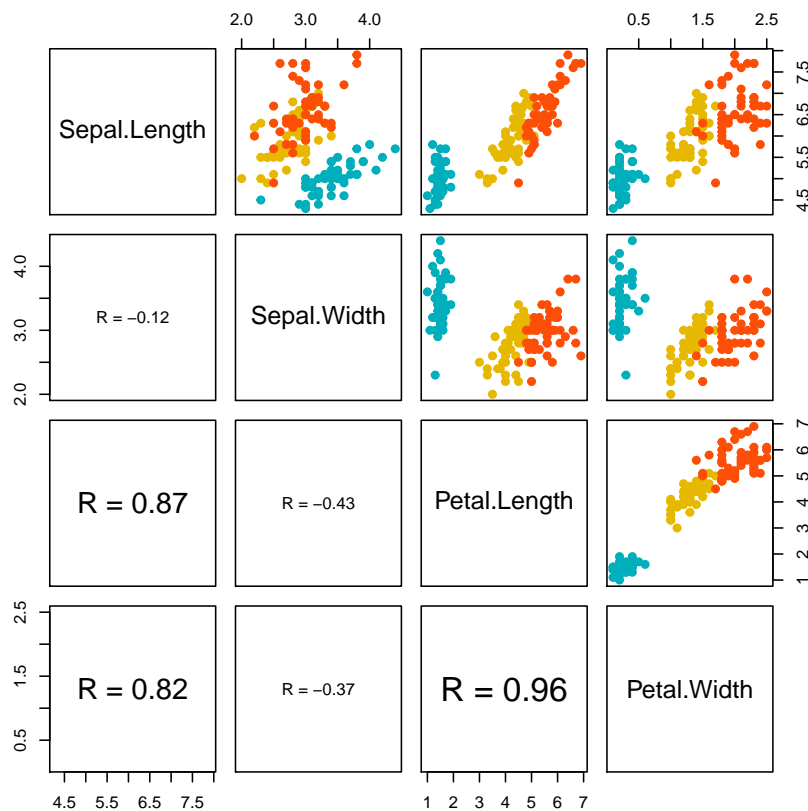 2.0 3.0 4.0
0.5 1.5 2.5
Sepal.Length
4.5 5.5 6.5 7.5
2.0 3.0 4.0
R = −0.12
Sepal.Width
R = 0.87
R = −0.43
Petal.Length
1 2 3 4 5 6 7
0.5 1.5 2.5
R = 0.82
R = −0.37
R = 0.96
Petal.Width
4.5 5.5 6.5 7.5
1 2 3 4 5 6 7